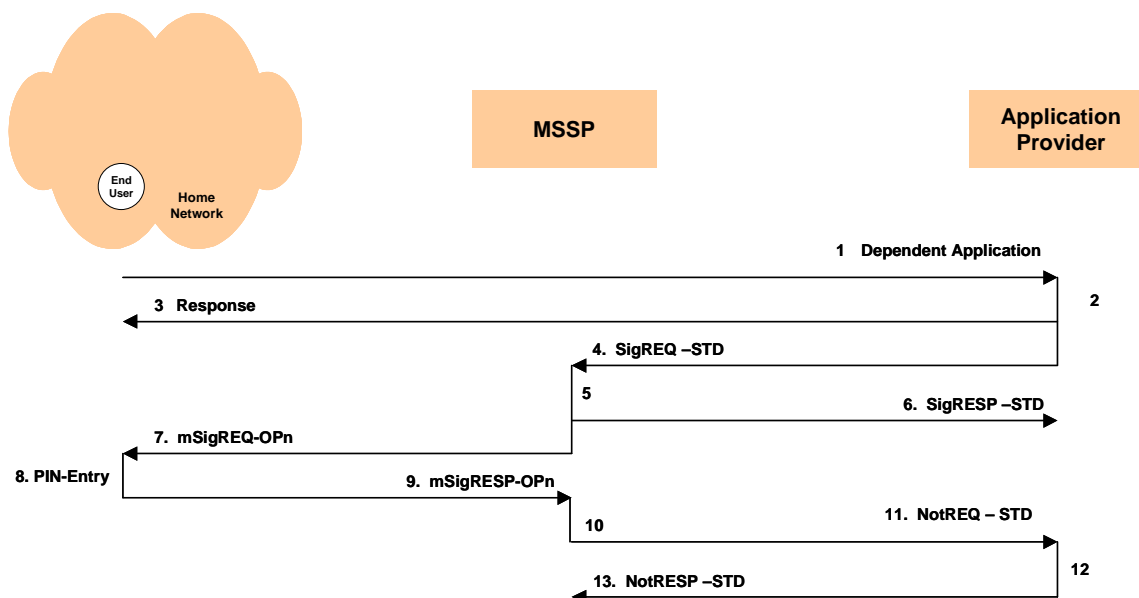 MSSP
Application
Provider
End
User
Home
Network
1 Dependent Application
2
3 Response
4. SigREQ –STD
5
6. SigRESP –STD
7. mSigREQ-OPn
8. PIN-Entry
9. mSigRESP-OPn
10
11. NotREQ – STD
12
13. NotRESP –STD